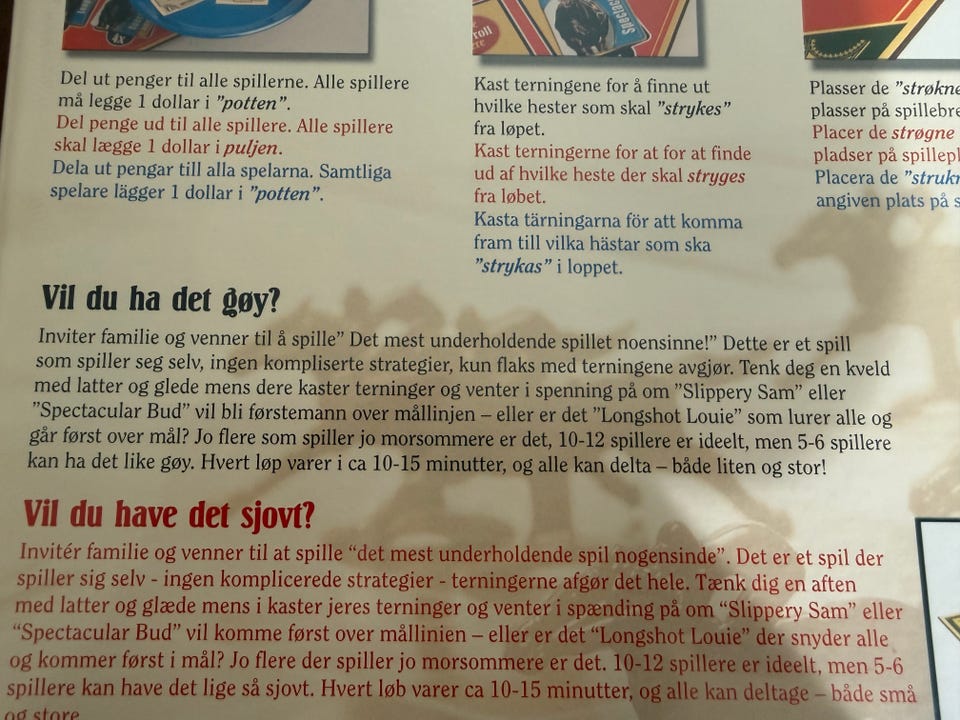 4x
roll
Spectac
Del ut penger til alle spillerne. Alle spillere
må legge 1 dollar i "potten".
Del penge ud til alle spillere. Alle spillere
skal lægge 1 dollar i puljen.
Dela ut pengar till alla spelarna. Samtliga
spelare lägger 1 dollar i "potten".
Kast terningene for å finne ut
hvilke hester som skal "strykes"
fra løpet.
Kast terningerne for at for at finde
ud af hvilke heste der skal stryges
fra løbet.
Kasta tärningarna för att komma
fram till vilka hästar som ska
"strykas" i loppet.
Plasser de "strøkne
plasser på spillebre
Placer de strøgne
pladser på spillepl
Placera de "strukn
angiven plats på s
Vil du ha det gøy?
Inviter familie og venner til å spille" Det mest underholdende spillet noensinne!" Dette er et spill
som spiller seg selv, ingen kompliserte strategier, kun flaks med terningene avgjør. Tenk deg en kveld
med latter og glede mens dere kaster terninger og venter i spenning på om "Slippery Sam" eller
"Spectacular Bud" vil bli førstemann over mållinjen – eller er det "Longshot Louie" som lurer alle og
går først over mål? Jo flere som spiller jo morsommere er det, 10-12 spillere er ideelt, men 5-6 spillere
kan ha det like gøy. Hvert løp varer i ca 10-15 minutter, og alle kan delta – både liten og stor!
Vil du have det sjovt?
Invitér familie og venner til at spille "det mest underholdende spil nogensinde". Det er et spil der
spiller sig selv - ingen komplicerede strategier - terningerne afgør det hele. Tænk dig en aften
med latter og glæde mens i kaster jeres terninger og venter i spænding på om "Slippery Sam" eller
"Spectacular Bud" vil komme først over mållinien – eller er det "Longshot Louie" der snyder alle
og kommer først i mål? Jo flere der spiller jo morsommere er det. 10-12 spillere er ideelt, men 5-6
spillere kan have det lige så sjovt. Hvert løb varer ca 10-15 minutter, og alle kan deltage – både små
og store